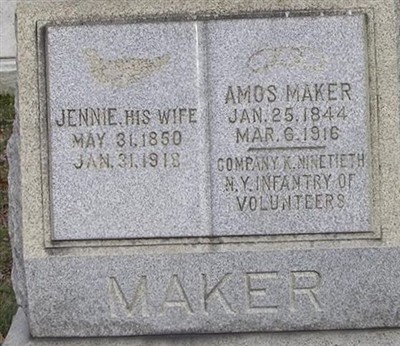 JENNIE, HIS WIFE
MAY 31, 1850
JAN. 31, 1918
AMOS MAKER
JAN. 25, 1844
MAR. 6, 1916
COMPANY K. NINETIETH
N.Y. INFANTRY OF
VOLUNTEERS
MAKER